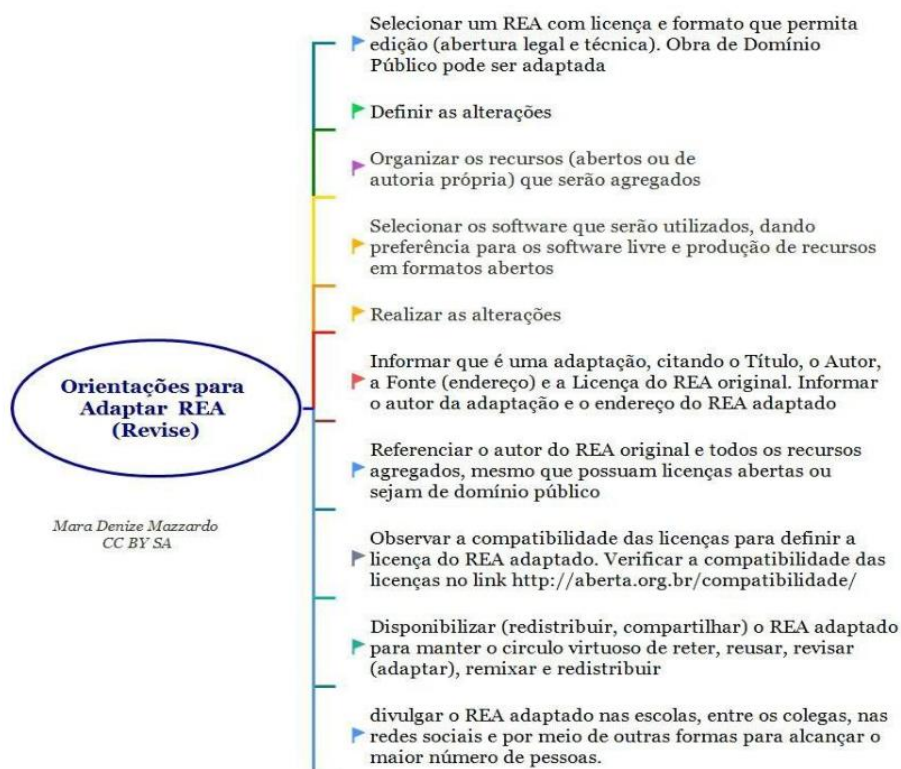 Selecionar um REA com licença e formato que permita
edição (abertura legal e técnica). Obra de Domínio
Público pode ser adaptada
Definir as alterações
Organizar os recursos (abertos ou de
autoria própria) que serão agregados
Selecionar os software que serão utilizados, dando
preferência para os software livre e produção de recursos
em formatos abertos
Realizar as alterações
Informar que é uma adaptação, citando o Título, o Autor,
a Fonte (endereço) e a Licença do REA original. Informar
o autor da adaptação e o endereço do REA adaptado
Orientações para
Adaptar REA
(Revise)
Referenciar o autor do REA original e todos os recursos
agregados, mesmo que possuam licenças abertas ou
sejam de domínio público
Mara Denize Mazzardo
CC BY SA
Observar a compatibilidade das licenças para definir a
licença do REA adaptado. Verificar a compatibilidade das
licenças no link http://aberta.org.br/compatibilidade/
Disponibilizar (redistribuir, compartilhar) o REA adaptado
para manter o circulo virtuoso de reter, reusar, revisar
(adaptar), remixar e redistribuir
divulgar o REA adaptado nas escolas, entre os colegas, nas
redes sociais e por meio de outras formas para alcançar o
maior número de pessoas.